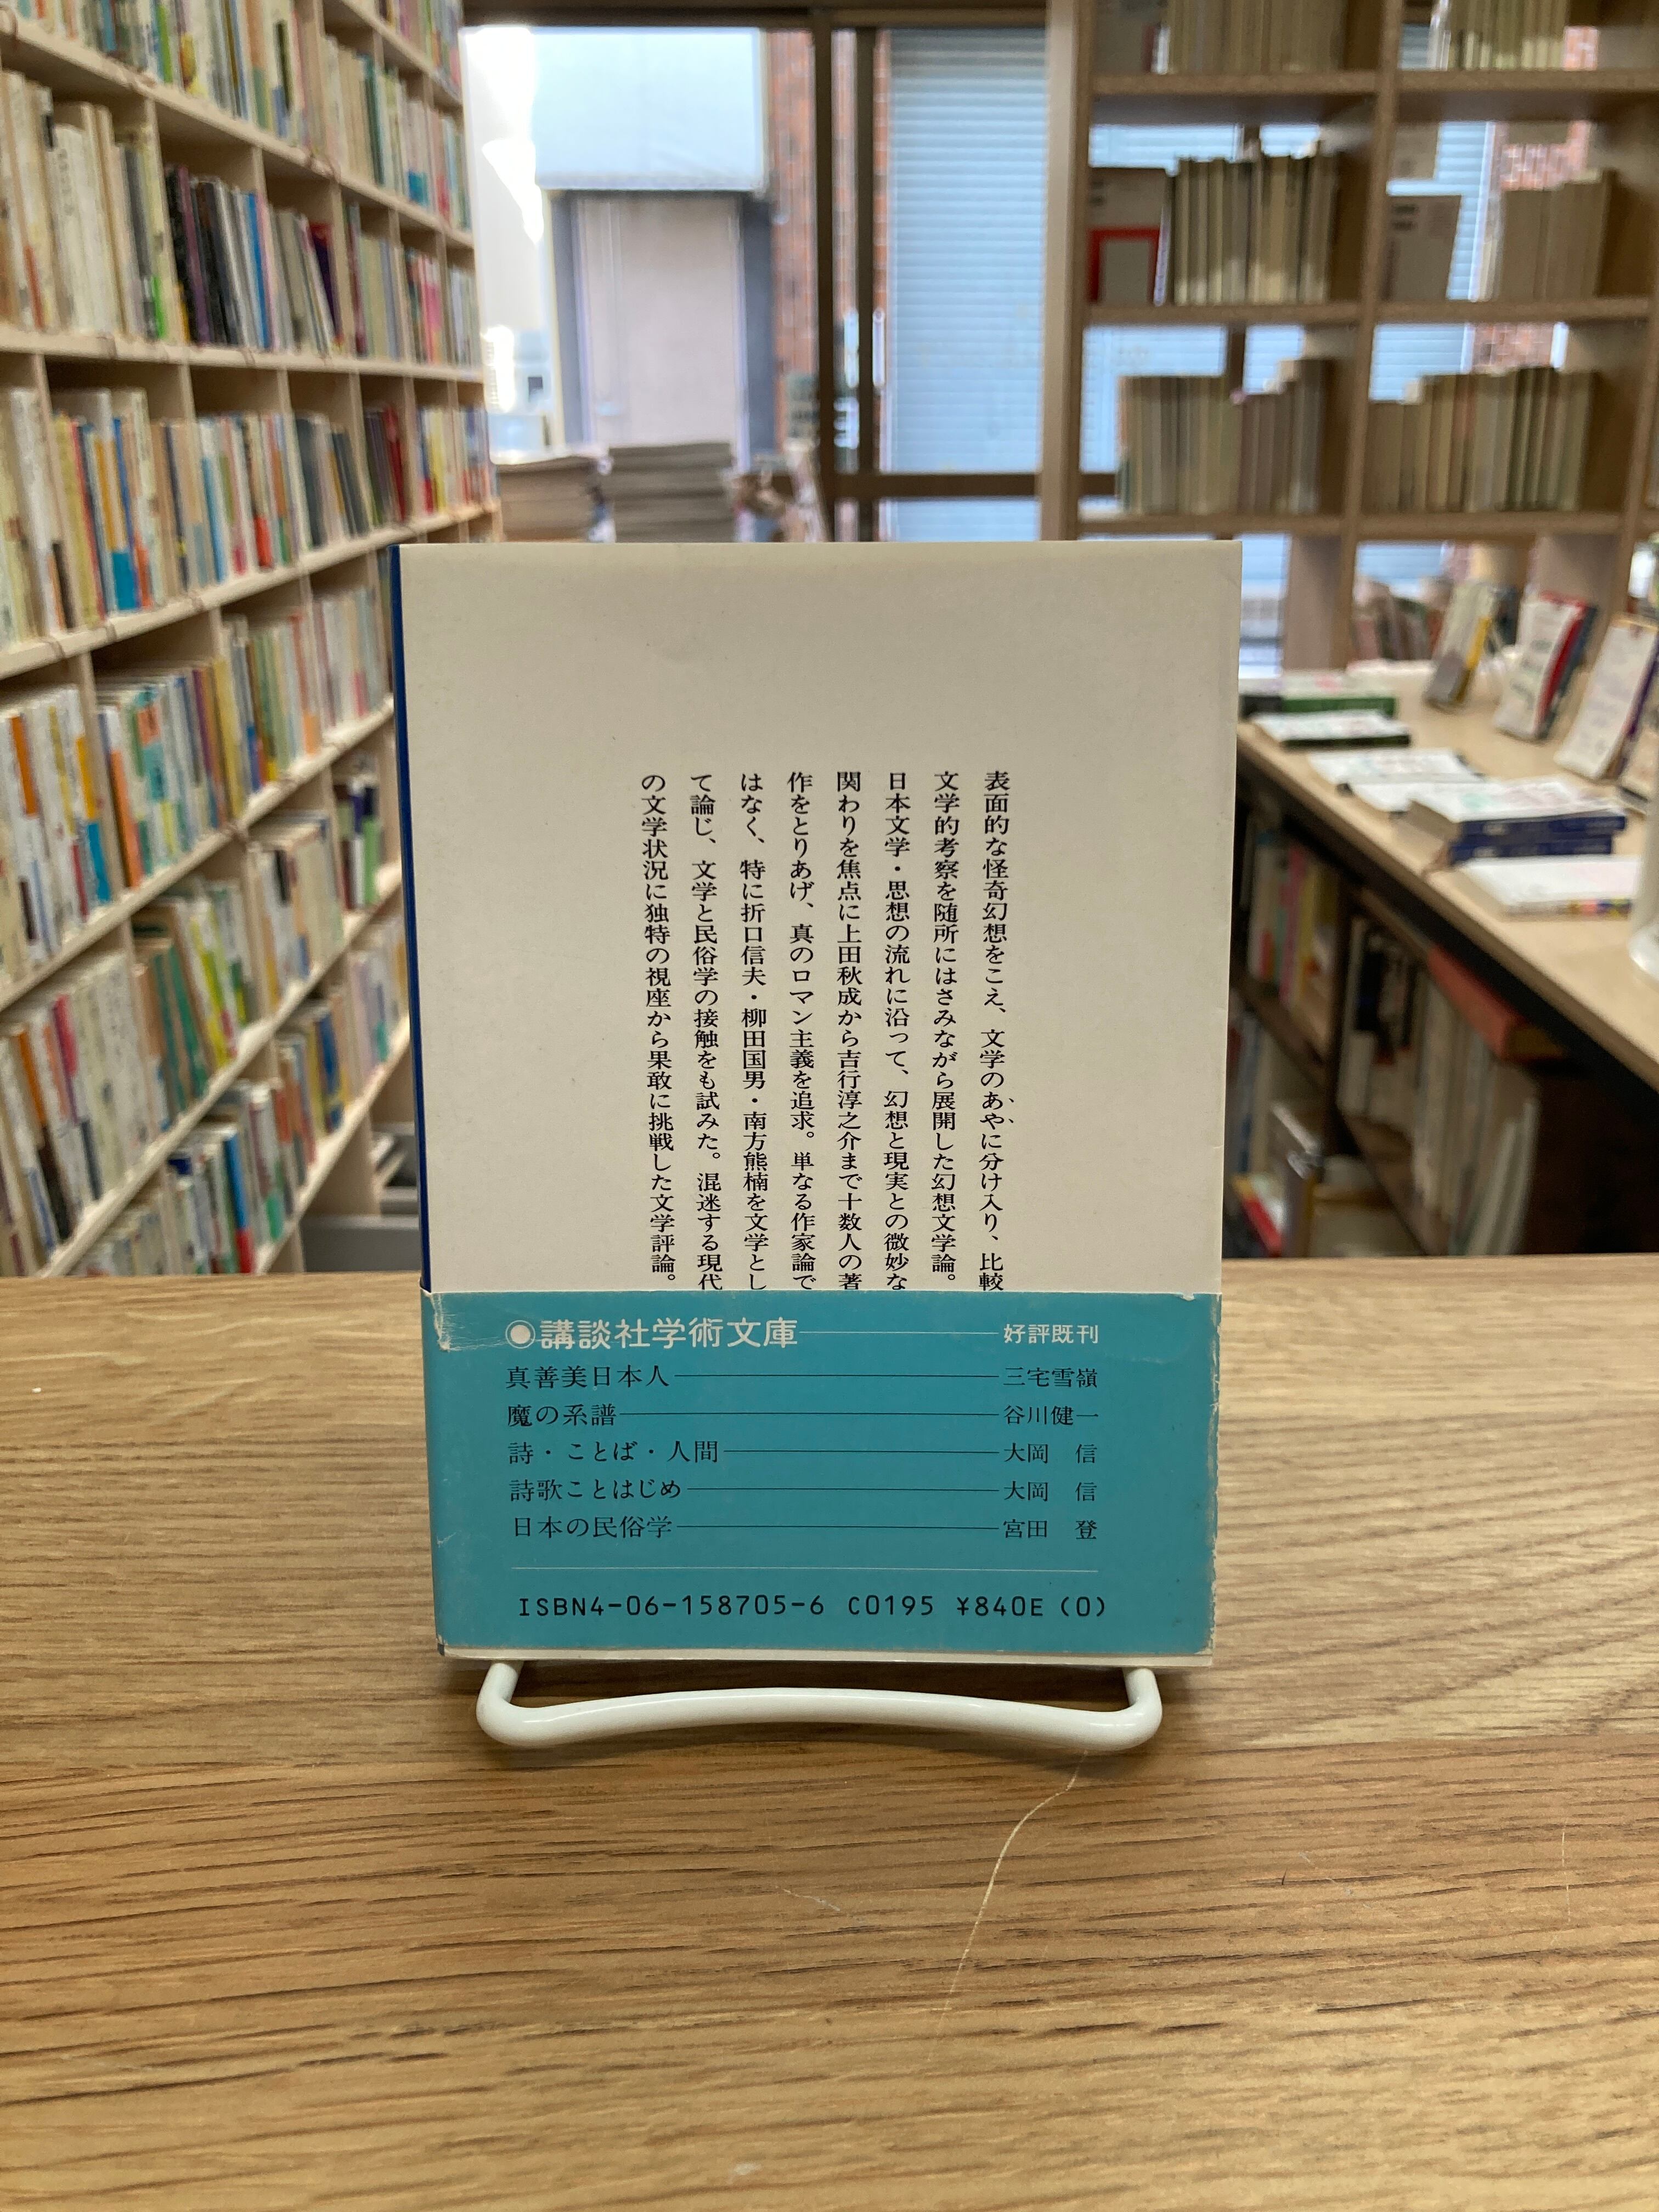 表面的な怪奇幻想をこえ、文学のあやに分け入り、比較
文学的考察を随所にはさみながら展開した幻想文学論。
日本文学・思想の流れに沿って、幻想と現実との微妙な
関わりを焦点に上田秋成から吉行淳之介まで十数人の著
作をとりあげ、真のロマン主義を追求。単なる作家論で
はなく、特に折口信夫・柳田国男・南方熊楠を文学とし
て論じ、文学と民俗学の接触をも試みた。混迷する現代
の文学状況に独特の視座から果敢に挑戦した文学評論。
◉講談社学術文庫――好評既刊
真善美日本人――三宅雪嶺
魔の系譜――谷川健一
詩・ことば・人間――大岡 信
詩歌ことはじめ――大岡 信
日本の民俗学――宮田 登
ISBN4-06-158705-6 C0195 ¥840E (0)